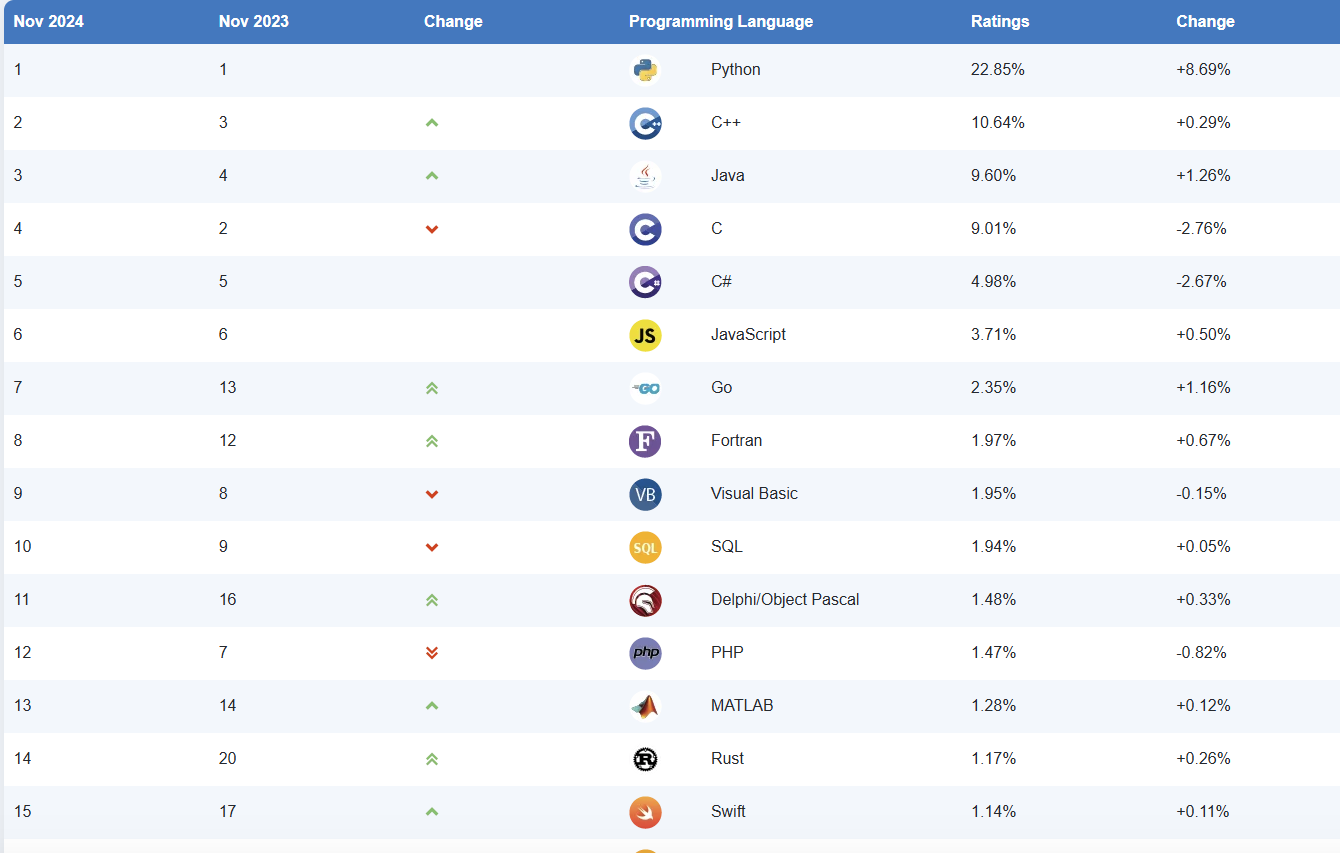 Nov 2024 Nov 2023 Change Programming Language Ratings Change
1 1 Python 22.85% +8.69%
2 3 C++ 10.64% +0.29%
3 4 Java 9.60% +1.26%
4 2 C 9.01% -2.76%
5 5 C# 4.98% -2.67%
6 6 JS JavaScript 3.71% +0.50%
7 13 GO Go 2.35% +1.16%
8 12 F Fortran 1.97% +0.67%
9 8 VB Visual Basic 1.95% -0.15%
10 9 SQL SQL 1.94% +0.05%
11 16 Delphi/Object Pascal 1.48% +0.33%
12 7 php PHP 1.47% -0.82%
13 14 MATLAB 1.28% +0.12%
14 20 R Rust 1.17% +0.26%
15 17 Swift 1.14% +0.11%